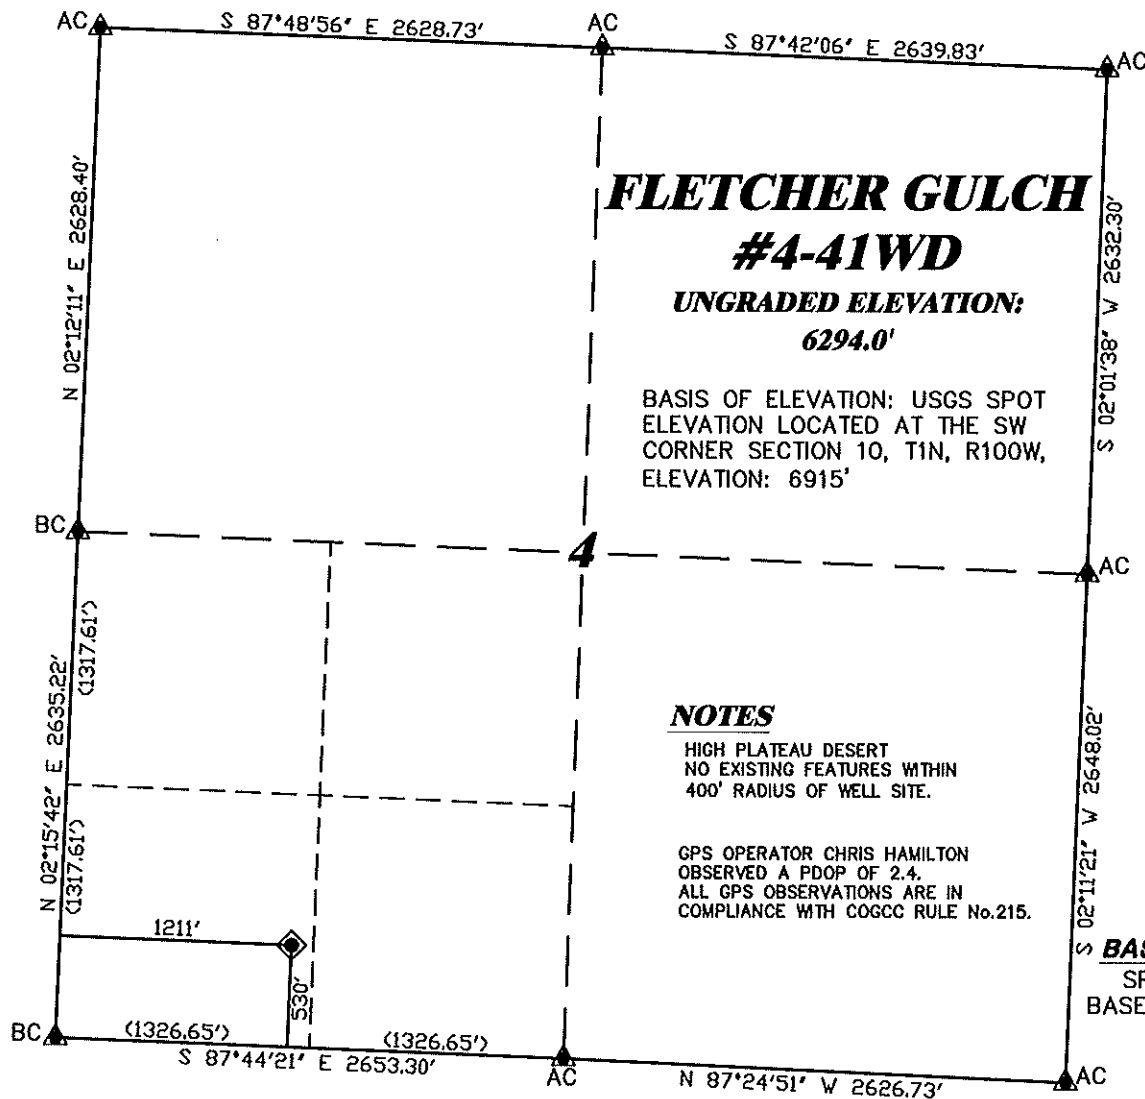 AC
S 87°48'56" E 2628.73'
AC
S 87°42'06" E 2639.83'
AC
N 02°12'11" E 2628.40'
FLETCHER GULCH
#4-41WD
UNGRADED ELEVATION:
6294.0'
S 02°01'38" W 2632.30'
BASIS OF ELEVATION: USGS SPOT
ELEVATION LOCATED AT THE SW
CORNER SECTION 10, T1N, R100W,
ELEVATION: 6915'
BC
4
AC
(1317.61')
N 02°15'42" E 2635.22'
(1317.61')
NOTES
HIGH PLATEAU DESERT
NO EXISTING FEATURES WITHIN
400' RADIUS OF WELL SITE.
GPS OPERATOR CHRIS HAMILTON
OBSERVED A PDOP OF 2.4.
ALL GPS OBSERVATIONS ARE IN
COMPLIANCE WITH COGCC RULE No.215.
S 02°11'21" W 2648.02'
1211'
530'
BAS
BASE
BC
(1326.65')
(1326.65')
S 87°44'21" E 2653.30'
AC
N 87°24'51" W 2626.73'
AC